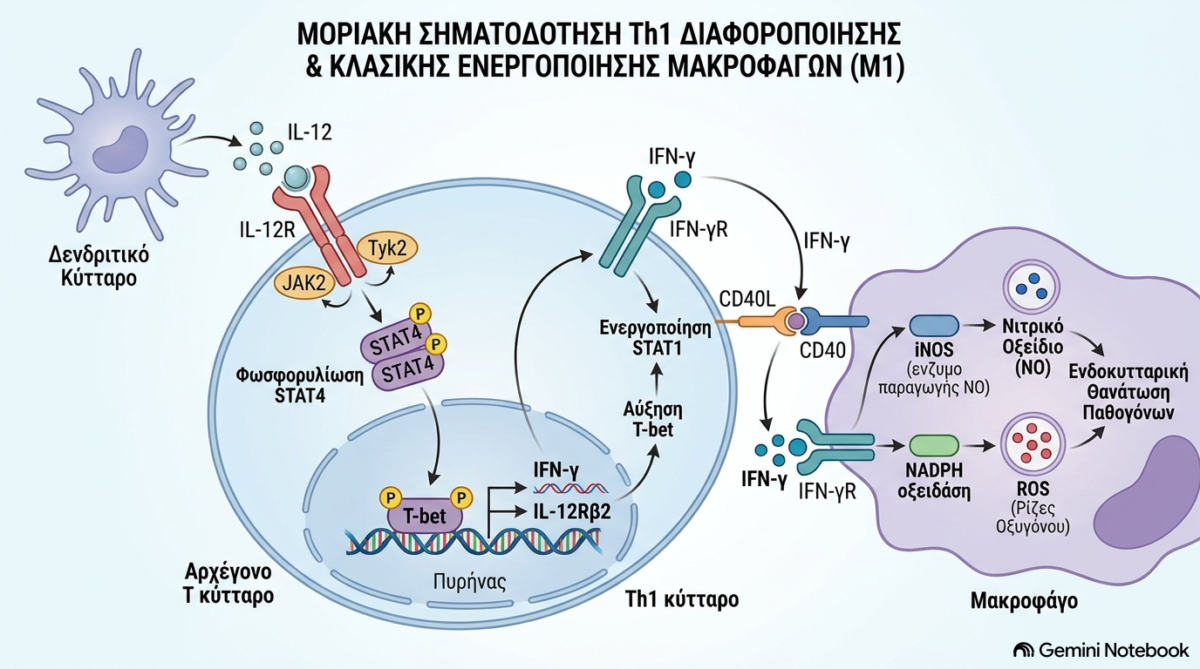 ΜΟΡΙΑΚΗ ΣΗΜΑΤΟΔΟΤΗΣΗ Th1 ΔΙΑΦΟΡΟΠΟΙΗΣΗΣ
& ΚΛΑΣΙΚΗΣ ΕΝΕΡΓΟΠΟΙΗΣΗΣ ΜΑΚΡΟΦΑΓΩΝ (M1)
IL-12
IL-12R
Δενδριτικό
Κύτταρο
Tyk2
JAK2
P
STAT4
P
STAT4
Φωσφορυλίωση
STAT4
P
P
T-bet
IFN-γ
IL-12Rβ2
Πυρήνας
Αρχέγονο
Τ κύτταρο
Th1 κύτταρο
IFN-γ
IFN-γR
Ενεργοποίηση
STAT1
Αύξηση
T-bet
IFN-γ
CD40L
CD40
IFN-γ
IFN-γR
iNOS
(ενζυμο
παραγωγής NO)
Νιτρικό
Οξείδιο
(NO)
NADPH
οξειδάση
ROS
(Ρίζες
Οξυγόνου)
Ενδοκυτταρική
Θανάτωση
Παθογόνων
Μακροφάγο
Gemini Notebook